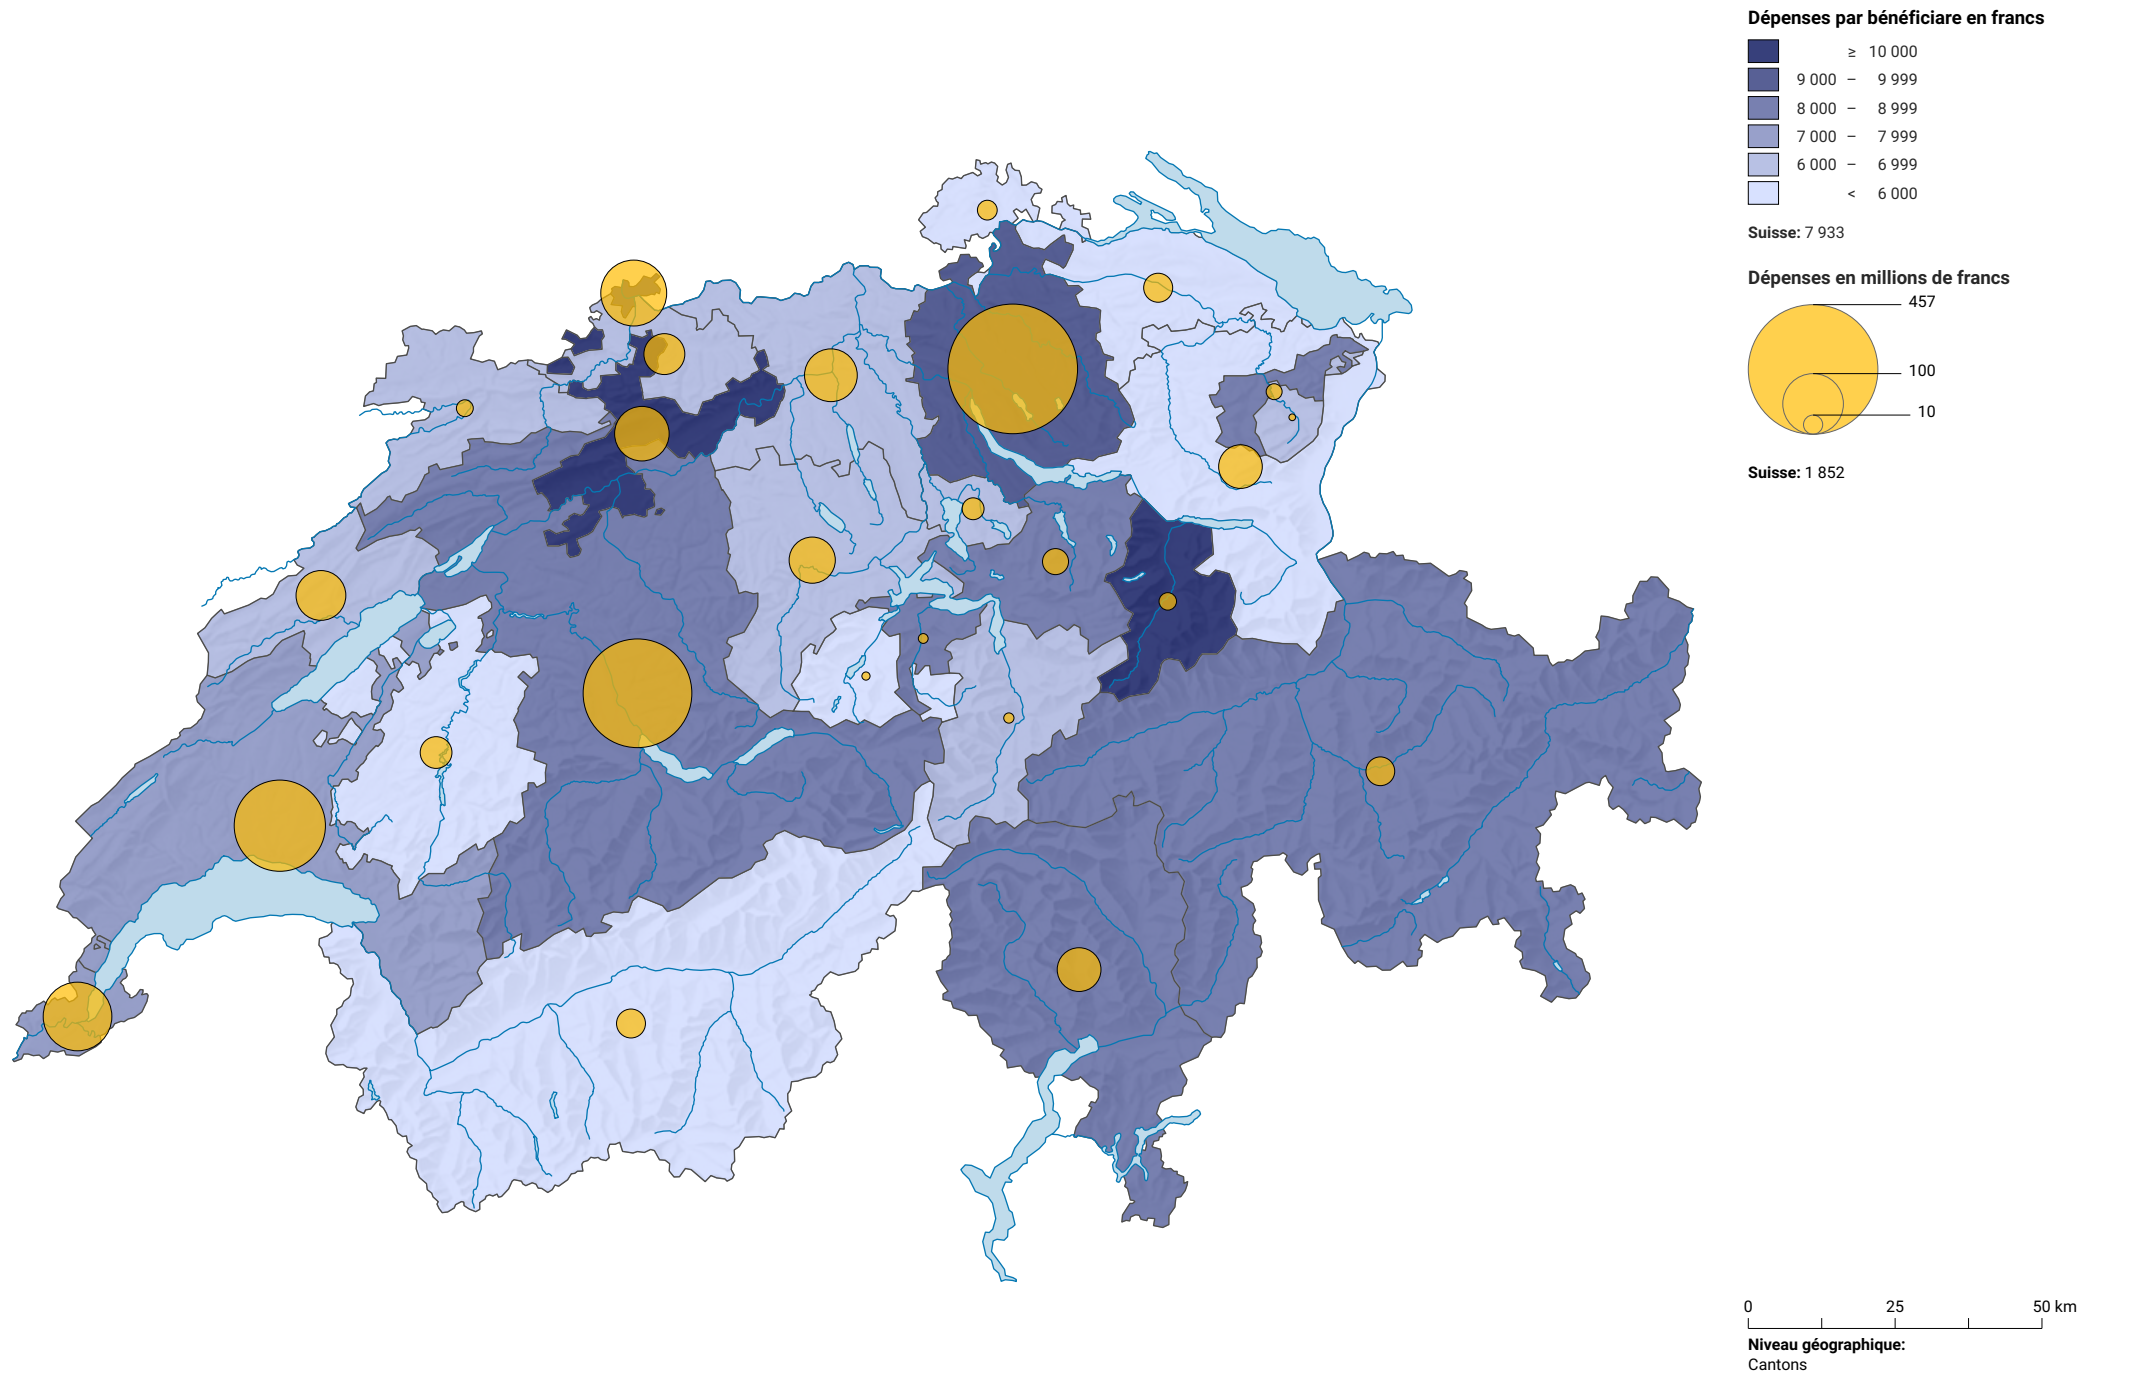 Dépenses par bénéficiare en francs
≥ 10 000
9 000 – 9 999
8 000 – 8 999
7 000 – 7 999
6 000 – 6 999
< 6 000
Suisse: 7 933
Dépenses en millions de francs
457
100
10
Suisse: 1 852
0 25 50 km
Niveau géographique:
Cantons